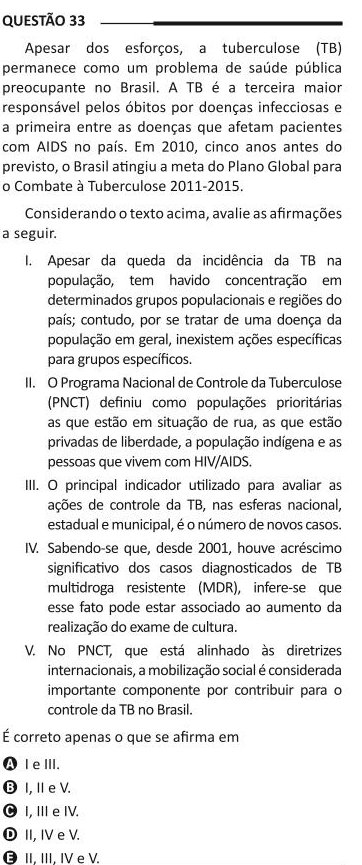 QUESTÃO 33
Apesar dos esforços, a tuberculose (TB)
permanece como um problema de saúde pública
preocupante no Brasil. A TB é a terceira maior
responsável pelos óbitos por doenças infecciosas e
a primeira entre as doenças que afetam pacientes
com AIDS no país. Em 2010, cinco anos antes do
previsto, o Brasil atingiu a meta do Plano Global para
o Combate à Tuberculose 2011-2015.
Considerando o texto acima, avalie as afirmações
a seguir.
I. Apesar da queda da incidência da TB na
população, tem havido concentração em
determinados grupos populacionais e regiões do
país; contudo, por se tratar de uma doença da
população em geral, inexistem ações específicas
para grupos específicos.
II. O Programa Nacional de Controle da Tuberculose
(PNCT) definiu como populações prioritárias
as que estão em situação de rua, as que estão
privadas de liberdade, a população indígena e as
pessoas que vivem com HIV/AIDS.
III. O principal indicador utilizado para avaliar as
ações de controle da TB, nas esferas nacional,
estadual e municipal, é o número de novos casos.
IV. Sabendo-se que, desde 2001, houve acréscimo
significativo dos casos diagnosticados de TB
multidroga resistente (MDR), infere-se que
esse fato pode estar associado ao aumento da
realização do exame de cultura.
V. No PNCT, que está alinhado às diretrizes
internacionais, a mobilização social é considerada
importante componente por contribuir para o
controle da TB no Brasil.
É correto apenas o que se afirma em
A I e III.
B I, II e V.
C I, III e IV.
D II, IV e V.
E II, III, IV e V.